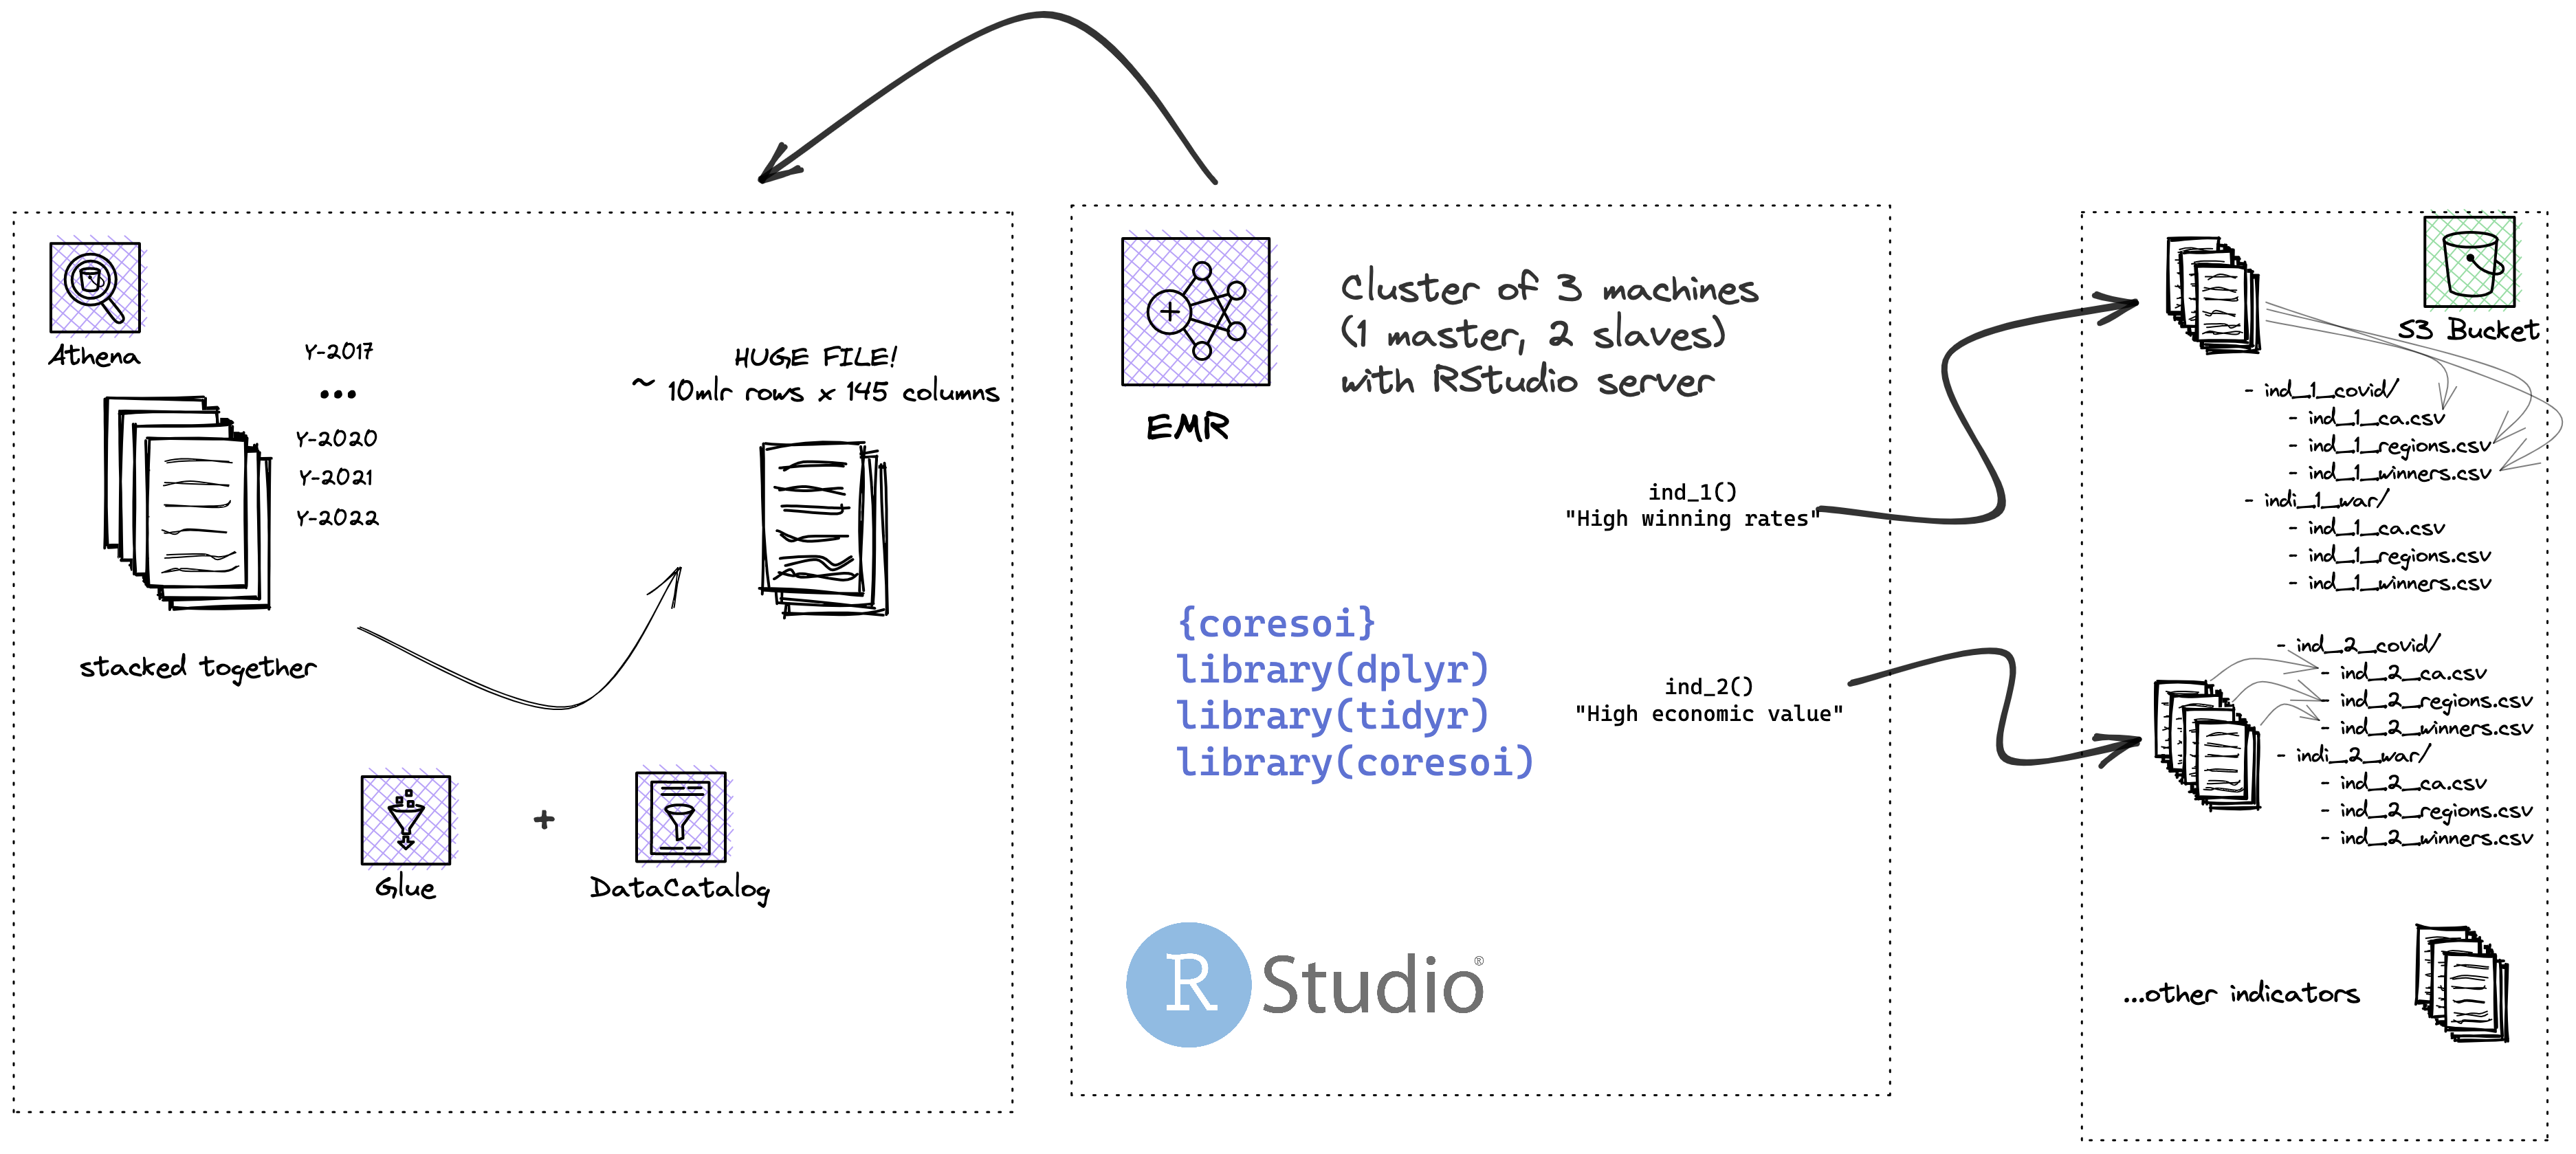 Athena
Y-2017
...
Y-2020
Y-2021
Y-2022
stacked together
HUGE FILE!
~ 10mlr rows x 145 columns
Glue
+
DataCatalog
EMR
Cluster of 3 machines
(1 master, 2 slaves)
with RStudio server
ind_1()
"High winning rates"
{coresoi}
library(dplyr)
library(tidyr)
library(coresoi)
ind_2()
"High economic value"
R Studio®
S3 Bucket
- ind_1_covid/
- ind_1_ca.csv
- ind_1_regions.csv
- ind_1_winners.csv
- indi_1_war/
- ind_1_ca.csv
- ind_1_regions.csv
- ind_1_winners.csv
- ind_2_covid/
- ind_2_ca.csv
- ind_2_regions.csv
- ind_2_winners.csv
- indi_2_war/
- ind_2_ca.csv
- ind_2_regions.csv
- ind_2_winners.csv
...other indicators